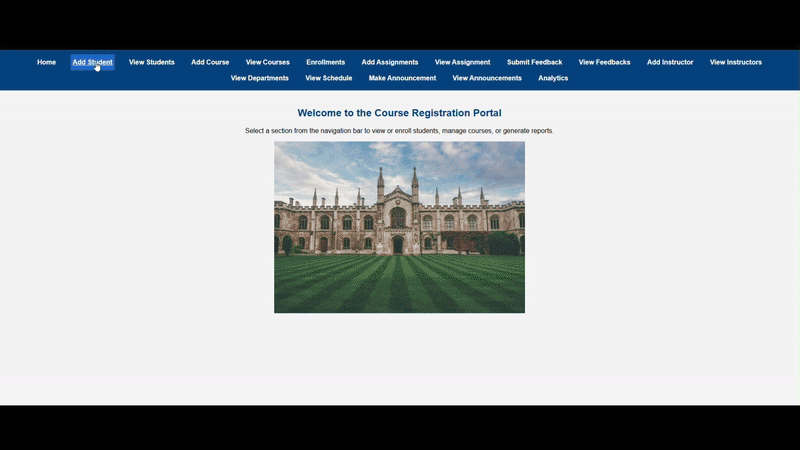 Home Add Student View Students Add Course View Courses Enrollments Add Assignments View Assignment Submit Feedback View Feedbacks Add Instructor View Instructors
View Departments View Schedule Make Announcement View Announcements Analytics
Welcome to the Course Registration Portal
Select a section from the navigation bar to view or enroll students, manage courses, or generate reports.